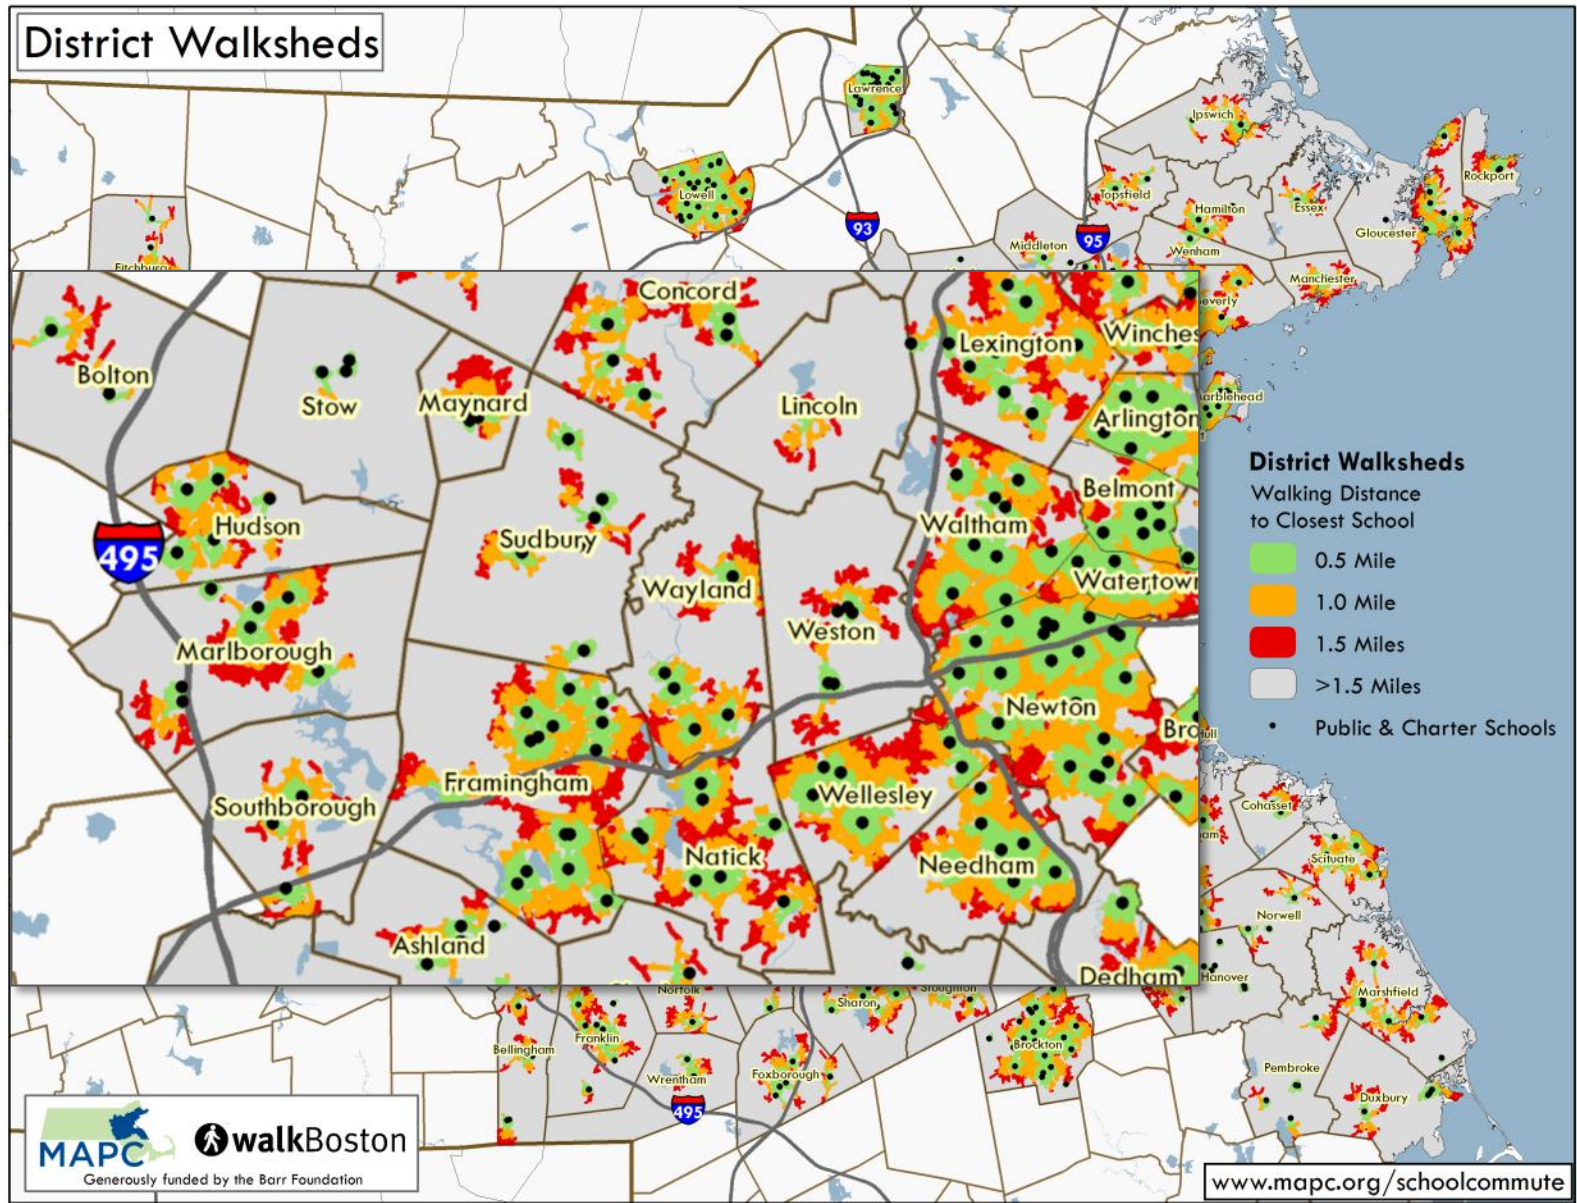 District Walksheds
Lawrence
Lowell
Ipswich
Rockport
Topsfield
Hamilton
Essex
Gloucester
Wenham
Middleton
Manchester
93
95
Concord
Bolton
Stow
Maynard
Lincoln
Lexington
Winches
Arlington
Belmont
Hudson
Sudbury
Waltham
495
Wayland
Watertown
Weston
Marlborough
Newton
Bro
Framingham
Southborough
Wellesley
Natick
Needham
Ashland
Dedham
District Walksheds
Walking Distance
to Closest School
0.5 Mile
1.0 Mile
1.5 Miles
>1.5 Miles
Public & Charter Schools
Cohasset
Scituate
Norwell
Hanover
Marshfield
Pembroke
Duxbury
Norfolk
Sharon
Stoughton
Bellingham
Franklin
Wrentham
Foxborough
Brockton
495
MAPC
walkBoston
Generously funded by the Barr Foundation
www.mapc.org/schoolcommute